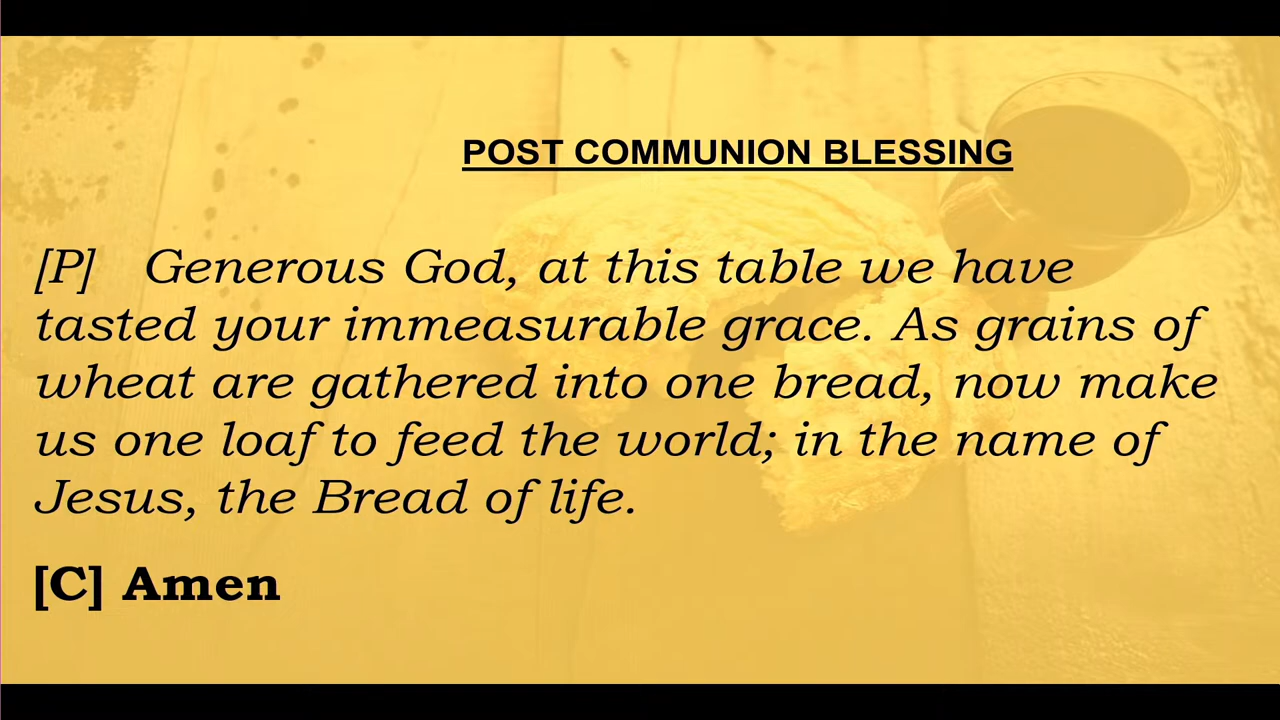 POST COMMUNION BLESSING
[P] Generous God, at this table we have
tasted your immeasurable grace. As grains of
wheat are gathered into one bread, now make
us one loaf to feed the world; in the name of
Jesus, the Bread of life.
[C] Amen